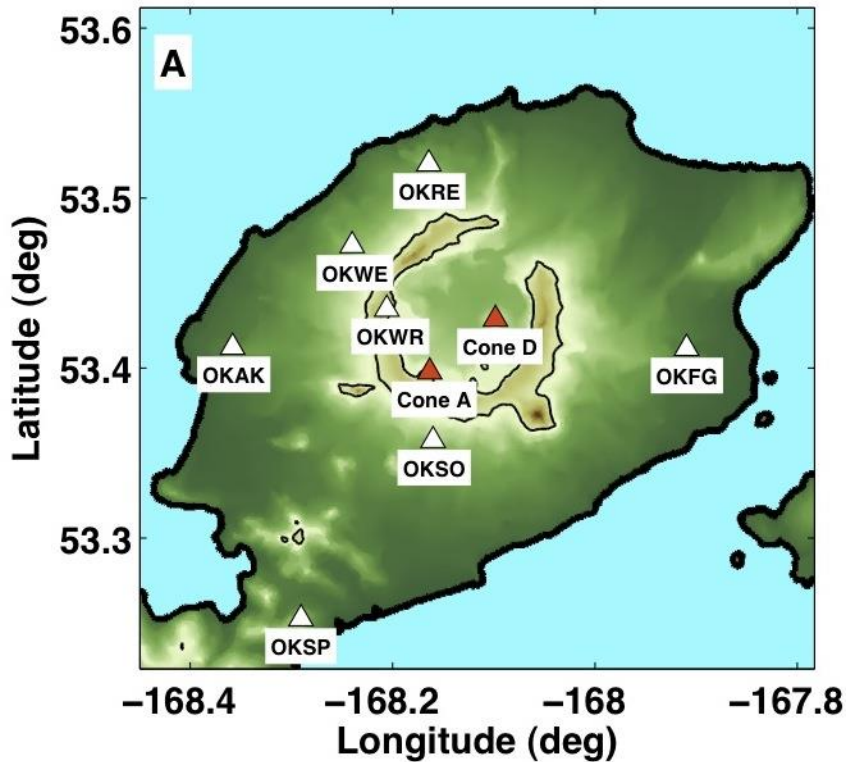 53.6
A
OKRE
53.5
OKWE
OKWR
Cone D
53.4
OKAK
OKFG
Cone A
OKSO
53.3
OKSP
−168.4
−168.2
−168
−167.8
Longitude (deg)
Latitude (deg)